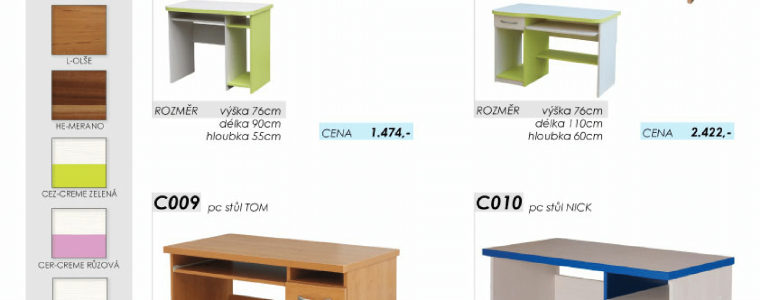 L-OLŠE
HE-MERANO
CEZ-CREME ZELENÁ
CER-CREME RŮZOVÁ
ROZMĚR výška 76cm
délka 90cm
hloubka 55cm
CENA 1.474,-
ROZMĚR výška 76cm
délka 110cm
hloubka 60cm
CENA 2.422,-
C009 pc stůl TOM
C010 pc stůl NICK